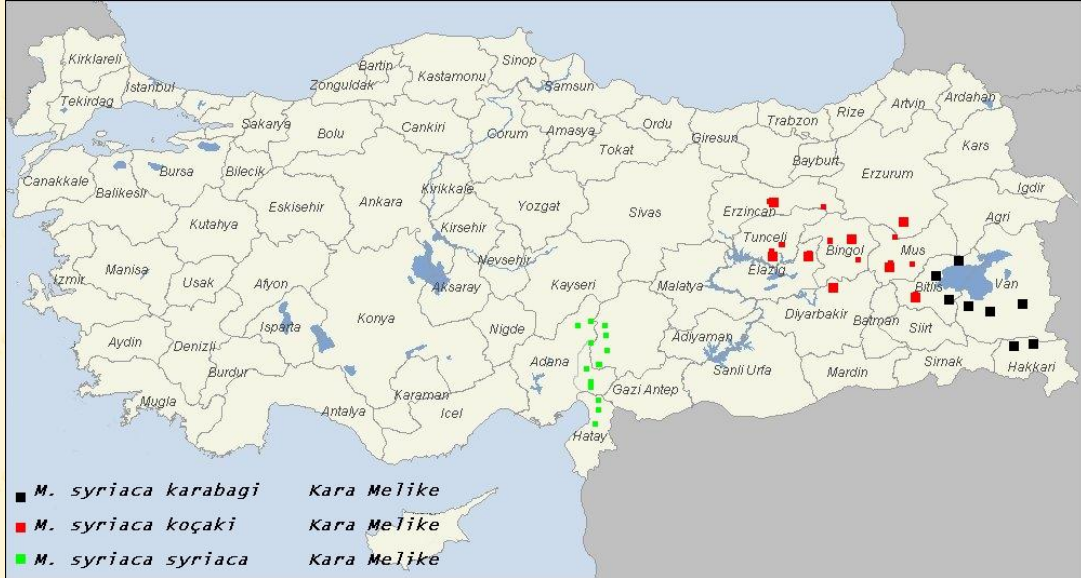 Kirklareli
Tekirdag
Istanbul
Canakkale
Balikesir
Bursa
Bilecik
Sakarya
Bolu
Zonguldak
Bartin
Kastamonu
Cankiri
Sinop
Samsun
Corum
Amasya
Tokat
Ordu
Giresun
Trabzon
Rize
Artvin
Ardahan
Kars
Igdir
Agri
Erzurum
Bayburt
Erzincan
Sivas
Yozgat
Kirikkale
Kirsehir
Ankara
Eskisehir
Kutahya
Manisa
Izmir
Usak
Afyon
Aydin
Denizli
Isparta
Burdur
Mugla
Antalya
Konya
Karaman
Icel
Aksaray
Nevsehir
Nigde
Kayseri
Adana
Hatay
Gazi Antep
Malatya
Adiyaman
Sanli Urfa
Elazig
Tunceli
Bingol
Mus
Bitlis
Van
Diyarbakir
Batman
Siirt
Mardin
Sirnak
Hakkari
M. syriaca karabagi Kara Melike
M. syriaca koçaki Kara Melike
M. syriaca syriaca Kara Melike